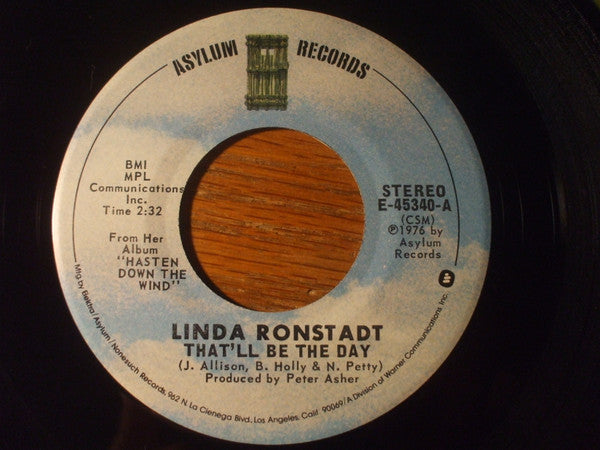 ASYLUM RECORDS
BMI
MPL
Communications
Inc.
Time 2:32
From Her
Album
"HASTEN
DOWN THE
WIND"
STEREO
E-45340-A
(CSM)
℗1976 by
Asylum
Records
LINDA RONSTADT
THAT'LL BE THE DAY
(J. Allison, B. Holly & N. Petty)
Produced by Peter Asher
Mfg by Elektra/Asylum/Nonesuch Records, 962 N. La Cienega Blvd., Los Angeles, Calif. 90069/A Division of Warner Communications Inc.